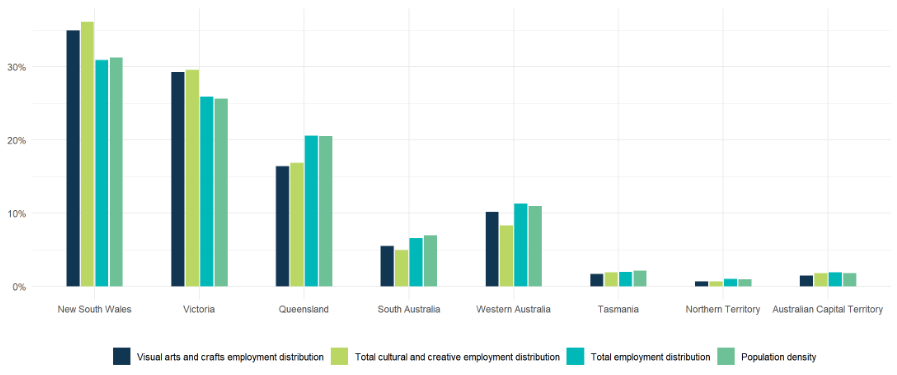 30%
20%
10%
0%
New South Wales Victoria Queensland South Australia Western Australia Tasmania Northern Territory Australian Capital Territory
Visual arts and crafts employment distribution Total cultural and creative employment distribution Total employment distribution Population density